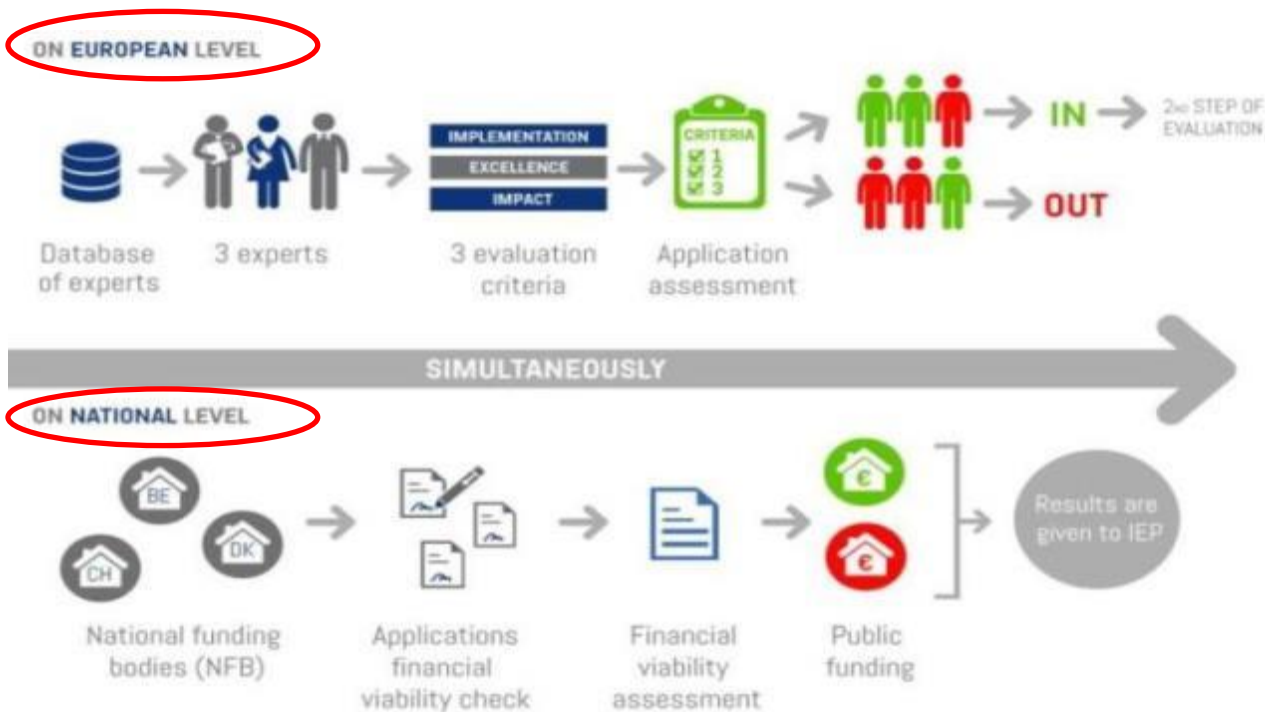 ON EUROPEAN LEVEL
IMPLEMENTATION
EXCELLENCE
IMPACT
CRITERIA
1
2
3
IN
2ND STEP OF
EVALUATION
OUT
Database
of experts
3 experts
3 evaluation
criteria
Application
assessment
SIMULTANEOUSLY
ON NATIONAL LEVEL
BE
DK
CH
€
€
Results are
given to IEP
National funding
bodies (NFB)
Applications
financial
viability check
Financial
viability
assessment
Public
funding